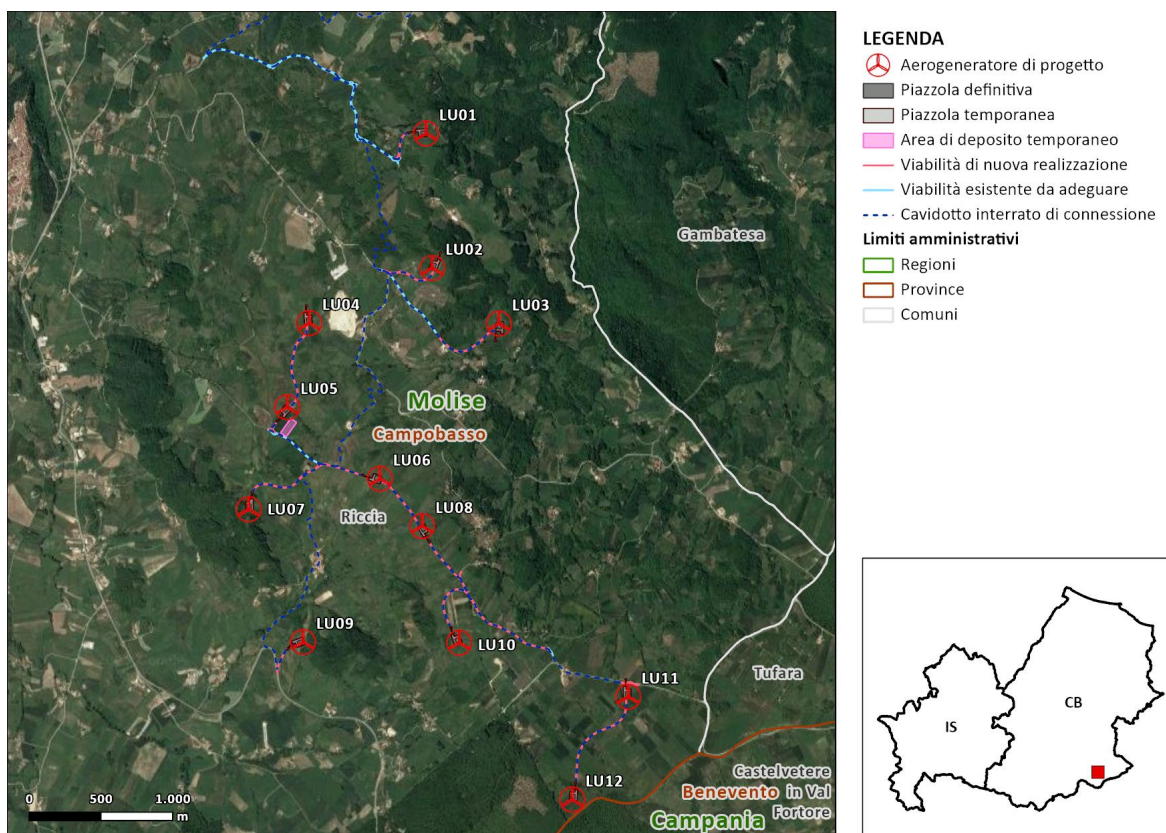 LU01
Gambatesa
LU02
LU03
LU04
LU05
Molise
Campobasso
LU06
LU07
Riccia
LU08
LU09
LU10
LU11
Tufara
LU12
Castelvetere
Benevento in Val
Fortore
Campania
0 500 1.000
m
LEGENDA
Aerogeneratore di progetto
Piazzola definitiva
Piazzola temporanea
Area di deposito temporaneo
Viabilità di nuova realizzazione
Viabilità esistente da adeguare
Cavidotto interrato di connessione
Limiti amministrativi
Regioni
Province
Comuni
IS
CB